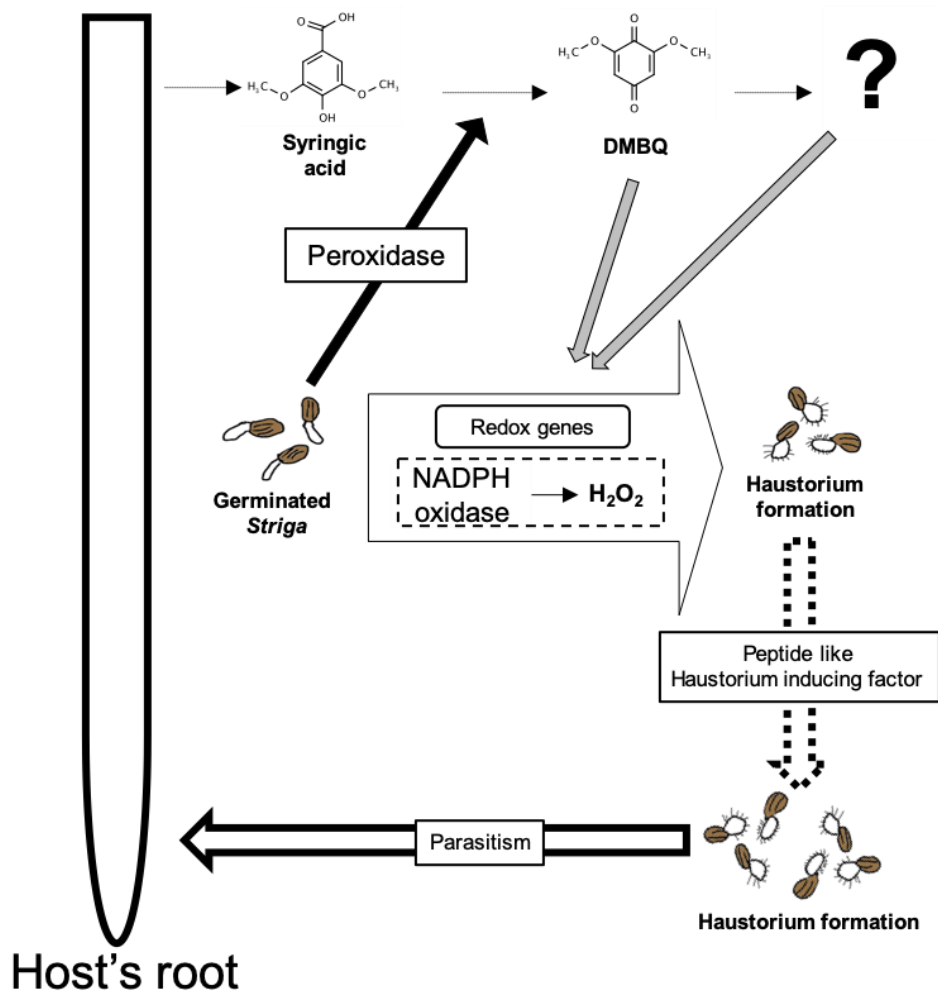 O
OH
H₃C
O
O
CH₃
OH
Syringic
acid
O
H₃C
O
O
CH₃
O
DMBQ
?
Peroxidase
Redox genes
NADPH
oxidase
H₂O₂
Germinated
Striga
Haustorium
formation
Peptide like
Haustorium inducing factor
Parasitism
Haustorium formation
Host's root